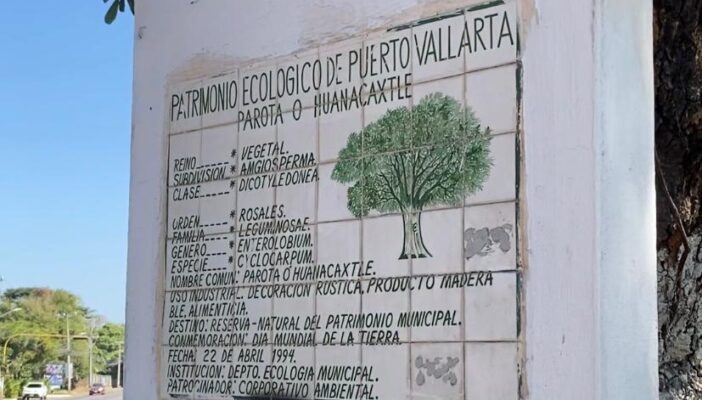 PATRIMONIO ECOLOGICO DE PUERTO VALLARTA
PAROTA O HUANACAXTLE
REINO------* VEGETAL.
SUBDIVISION---* ANGIOSPERMA.
CLASE------* DICOTYLEDONEA.
ORDEN------* ROSALES.
FAMILIA-----* LEGUMINOSAE.
GENERO-----* ENTEROLOBIUM.
ESPECIE----* CYCLOCARPUM.
NOMBRE COMUN: PAROTA O HUANACAXTLE.
USO INDUSTRIAL. DECORACION RUSTICA, PRODUCTO MADERA
BLE, ALIMENTICIA.
DESTINO: RESERVA-NATURAL DEL PATRIMONIO MUNICIPAL.
CONMEMORACION: DIA MUNDIAL DE LA TIERRA.
FECHA: 22 DE ABRIL 1994.
INSTITUCION: DEPTO. ECOLOGIA MUNICIPAL.
PATROCINADOR: CORPORATIVO AMBIENTAL.